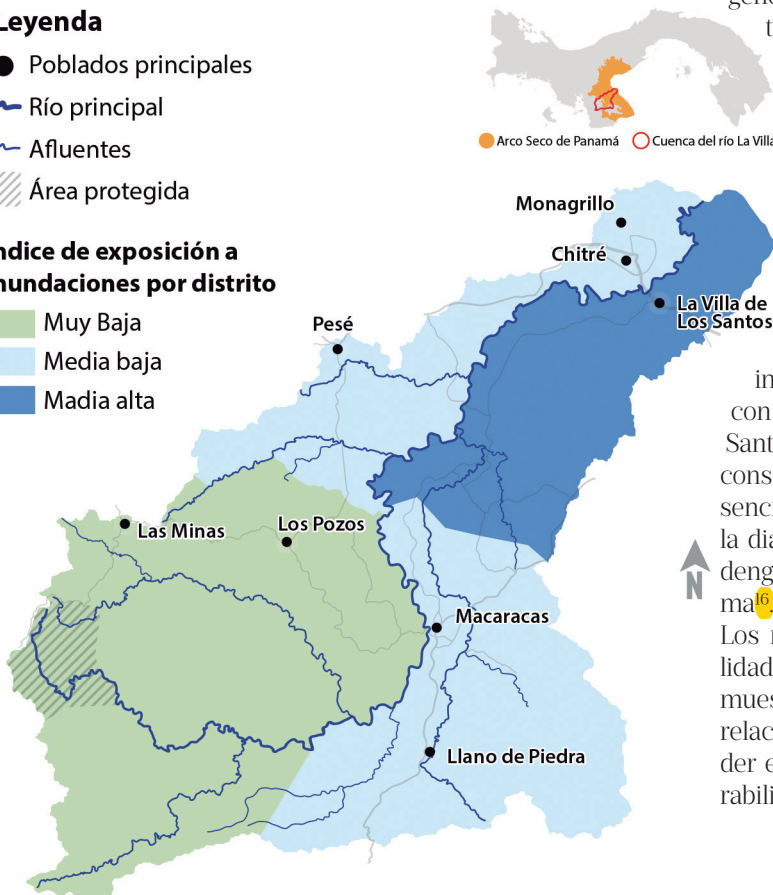 Leyenda
Poblados principales
Río principal
Afluentes
Área protegida
ndice de exposición a
nundaciones por distrito
Muy Baja
Media baja
Madia alta
Arco Seco de Panamá
Cuenca del río La Villa
Monagrillo
Chitré
La Villa de
Los Santos
Pesé
Las Minas
Los Pozos
Macaracas
Llano de Piedra
N
gene
t
in
con
Sant
cons
senci
la dia
deng
ma16.
Los r
lidad
mues
relac
der e
rabili